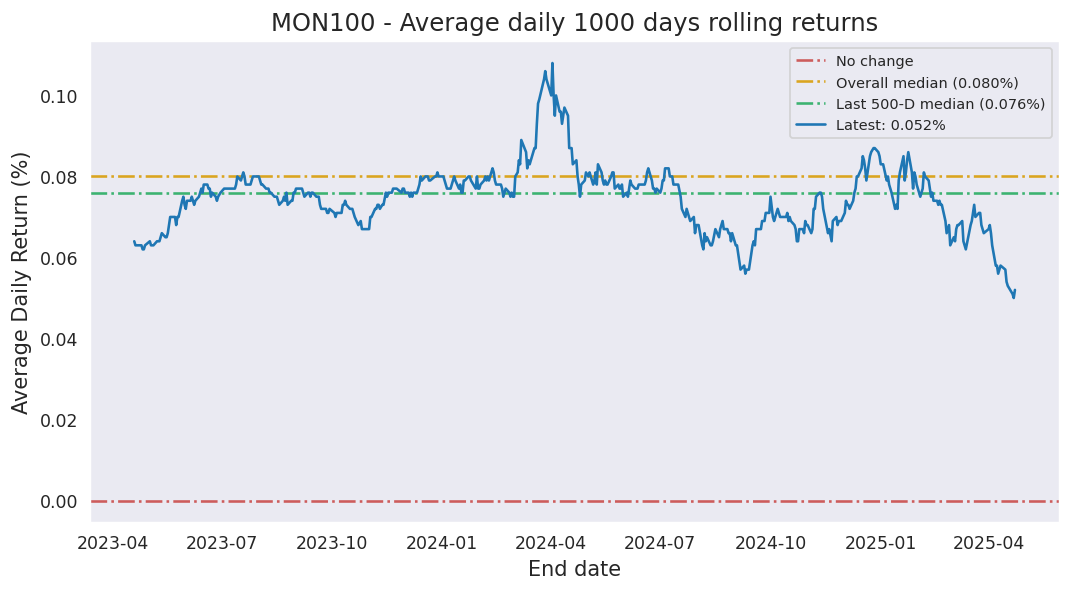 MON100 - Average daily 1000 days rolling returns
No change
Overall median (0.080%)
Last 500-D median (0.076%)
Latest: 0.052%
Average Daily Return (%)
0.10
0.08
0.06
0.04
0.02
0.00
2023-04 2023-07 2023-10 2024-01 2024-04 2024-07 2024-10 2025-01 2025-04
End date